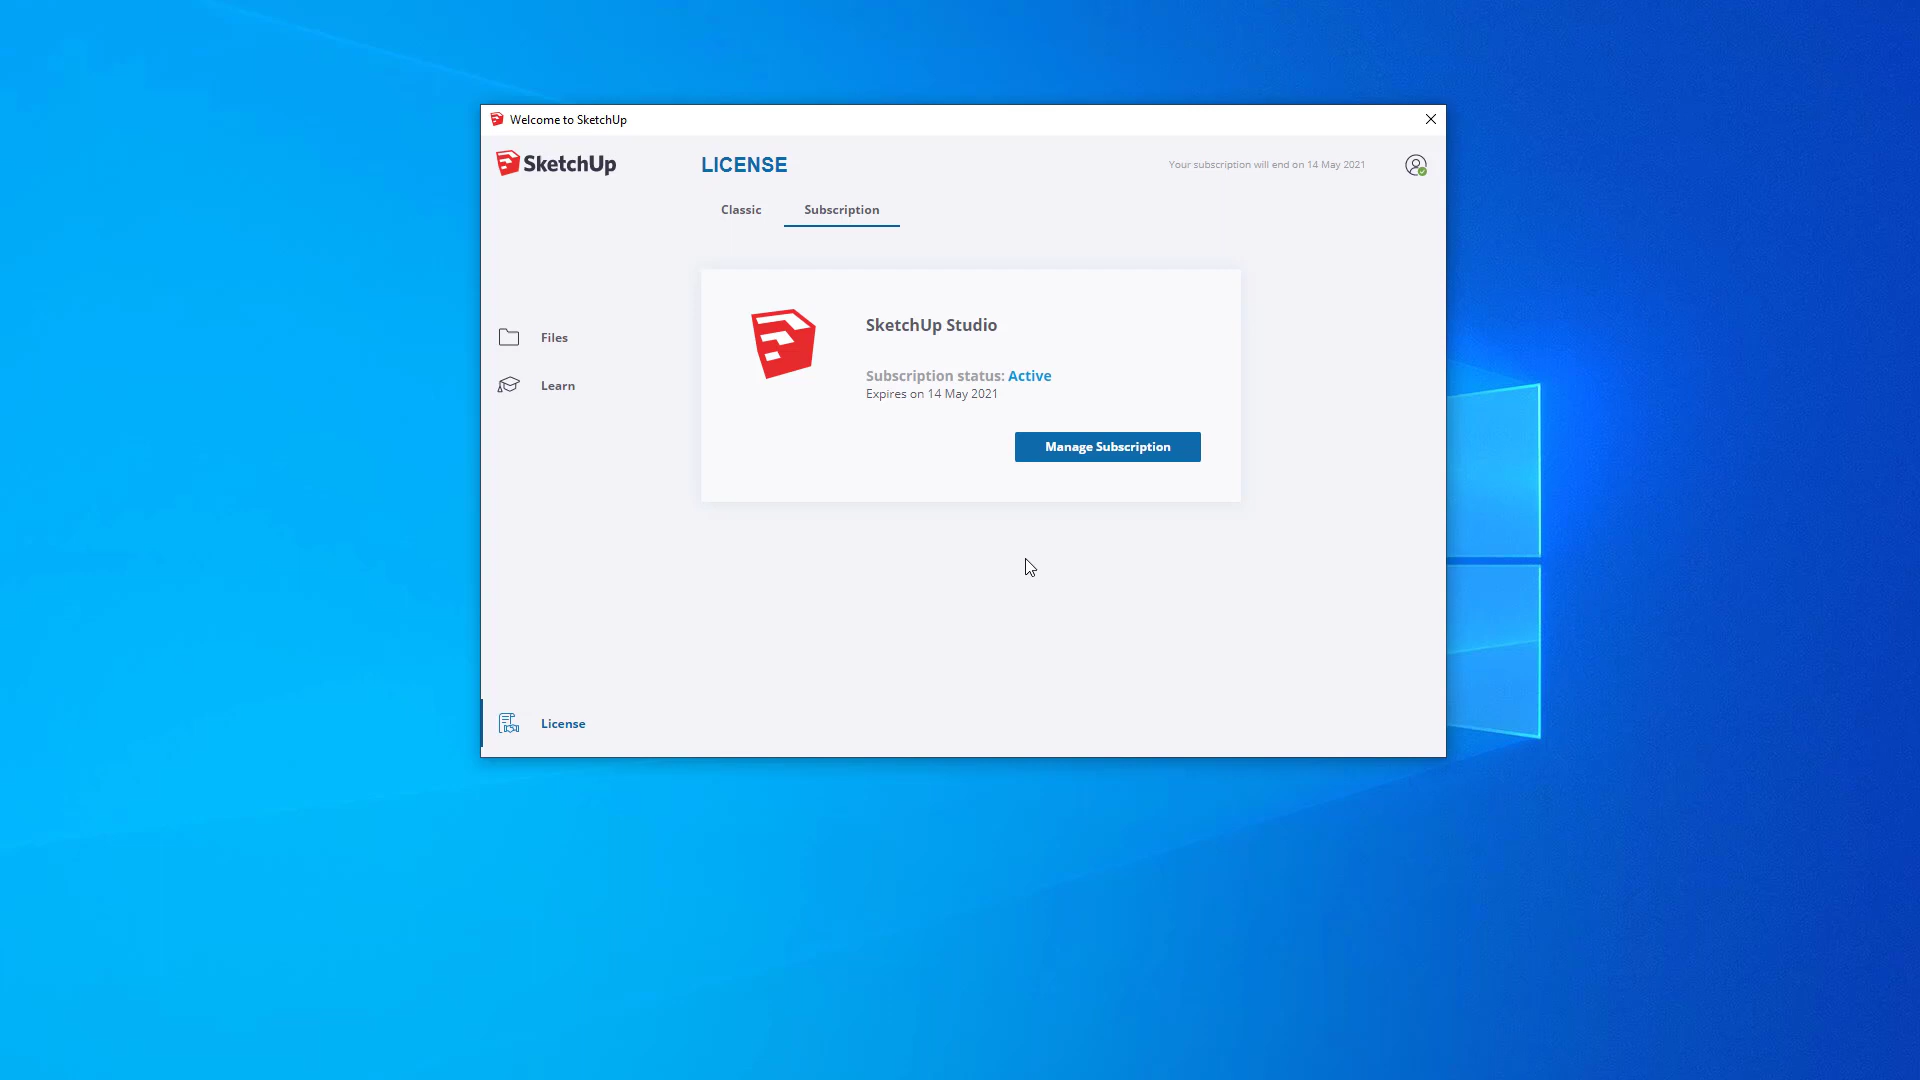 Welcome to SketchUp
SketchUp
LICENSE
Your subscription will end on 14 May 2021
Classic
Subscription
Files
Learn
SketchUp Studio
Subscription status: Active
Expires on 14 May 2021
Manage Subscription
License